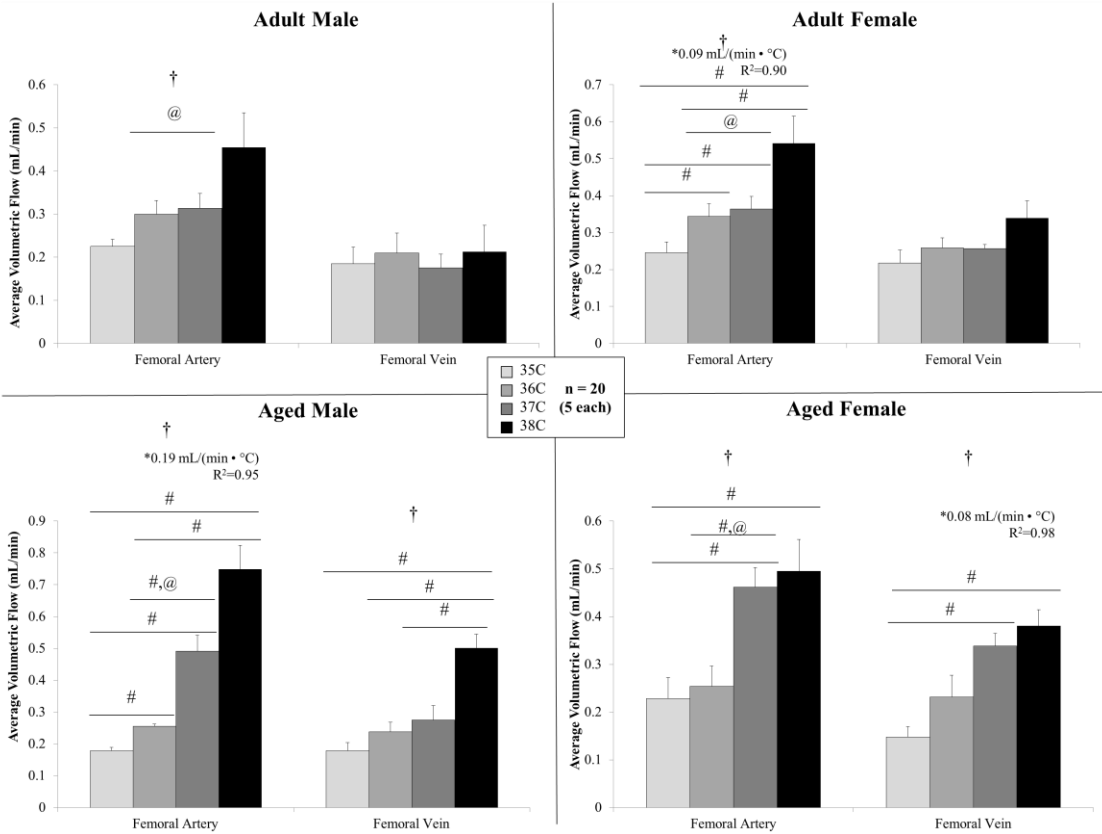 Adult Male
†
@
Average Volumetric Flow (mL/min)
0.6
0.5
0.4
0.3
0.2
0.1
0
Femoral Artery
Femoral Vein
Adult Female
†
*0.09 mL/(min • °C)
R²=0.90
#
#
@
#
#
Average Volumetric Flow (mL/min)
0.7
0.6
0.5
0.4
0.3
0.2
0.1
0
Femoral Artery
Femoral Vein
35C
36C
37C
38C
n = 20
(5 each)
Aged Male
†
*0.19 mL/(min • °C)
R²=0.95
#
#
#,@
#
#
†
#
#
#
Average Volumetric Flow (mL/min)
0.9
0.8
0.7
0.6
0.5
0.4
0.3
0.2
0.1
0
Femoral Artery
Femoral Vein
Aged Female
†
#
#,@
#
†
*0.08 mL/(min • °C)
R²=0.98
#
#
Average Volumetric Flow (mL/min)
0.6
0.5
0.4
0.3
0.2
0.1
0
Femoral Artery
Femoral Vein